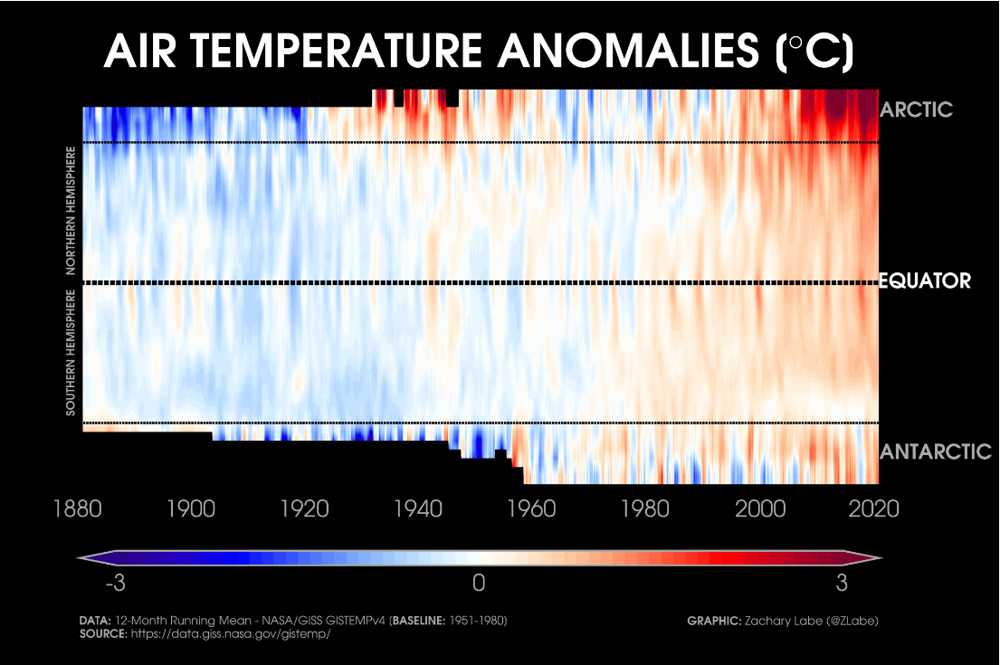 AIR TEMPERATURE ANOMALIES (°C)
ARCTIC
NORTHERN HEMISPHERE
EQUATOR
SOUTHERN HEMISPHERE
ANTARCTIC
1880 1900 1920 1940 1960 1980 2000 2020
-3 0 3
DATA: 12-Month Running Mean - NASA/GISS GISTEMPv4 (BASELINE: 1951-1980)
GRAPHIC: Zachary Labe (@ZLabe)
SOURCE: https://data.giss.nasa.gov/gistemp/